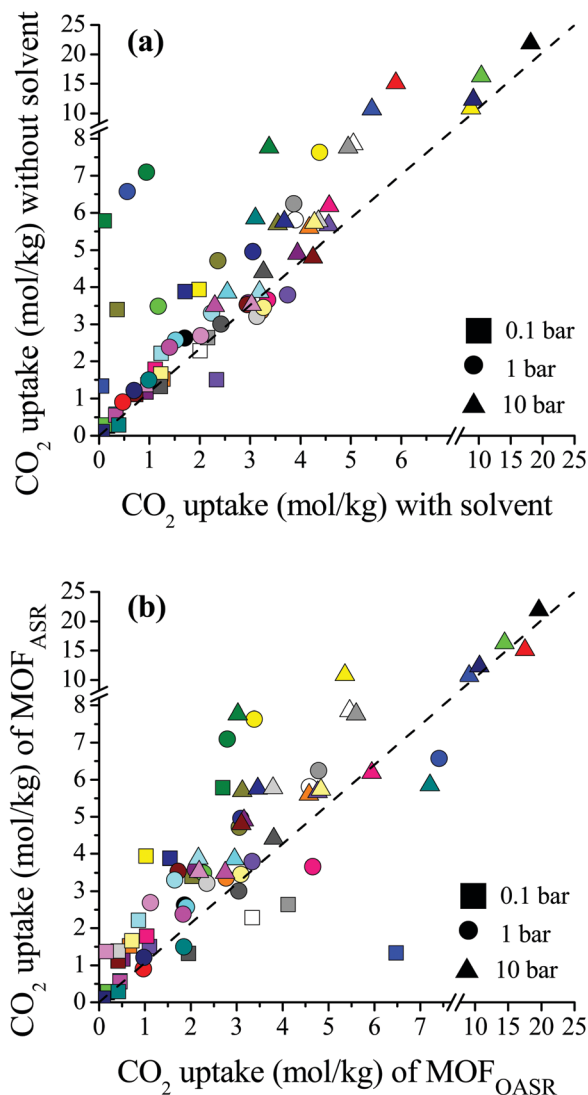 (a)
CO2 uptake (mol/kg) without solvent
25
20
15
10
8
7
6
5
4
3
2
1
0
0 1 2 3 4 5 6 10 15 20 25
CO2 uptake (mol/kg) with solvent
0.1 bar
1 bar
10 bar
(b)
CO2 uptake (mol/kg) of MOFASR
25
20
15
10
8
7
6
5
4
3
2
1
0
0 1 2 3 4 5 6 7 10 15 20 25
CO2 uptake (mol/kg) of MOFOASR
0.1 bar
1 bar
10 bar